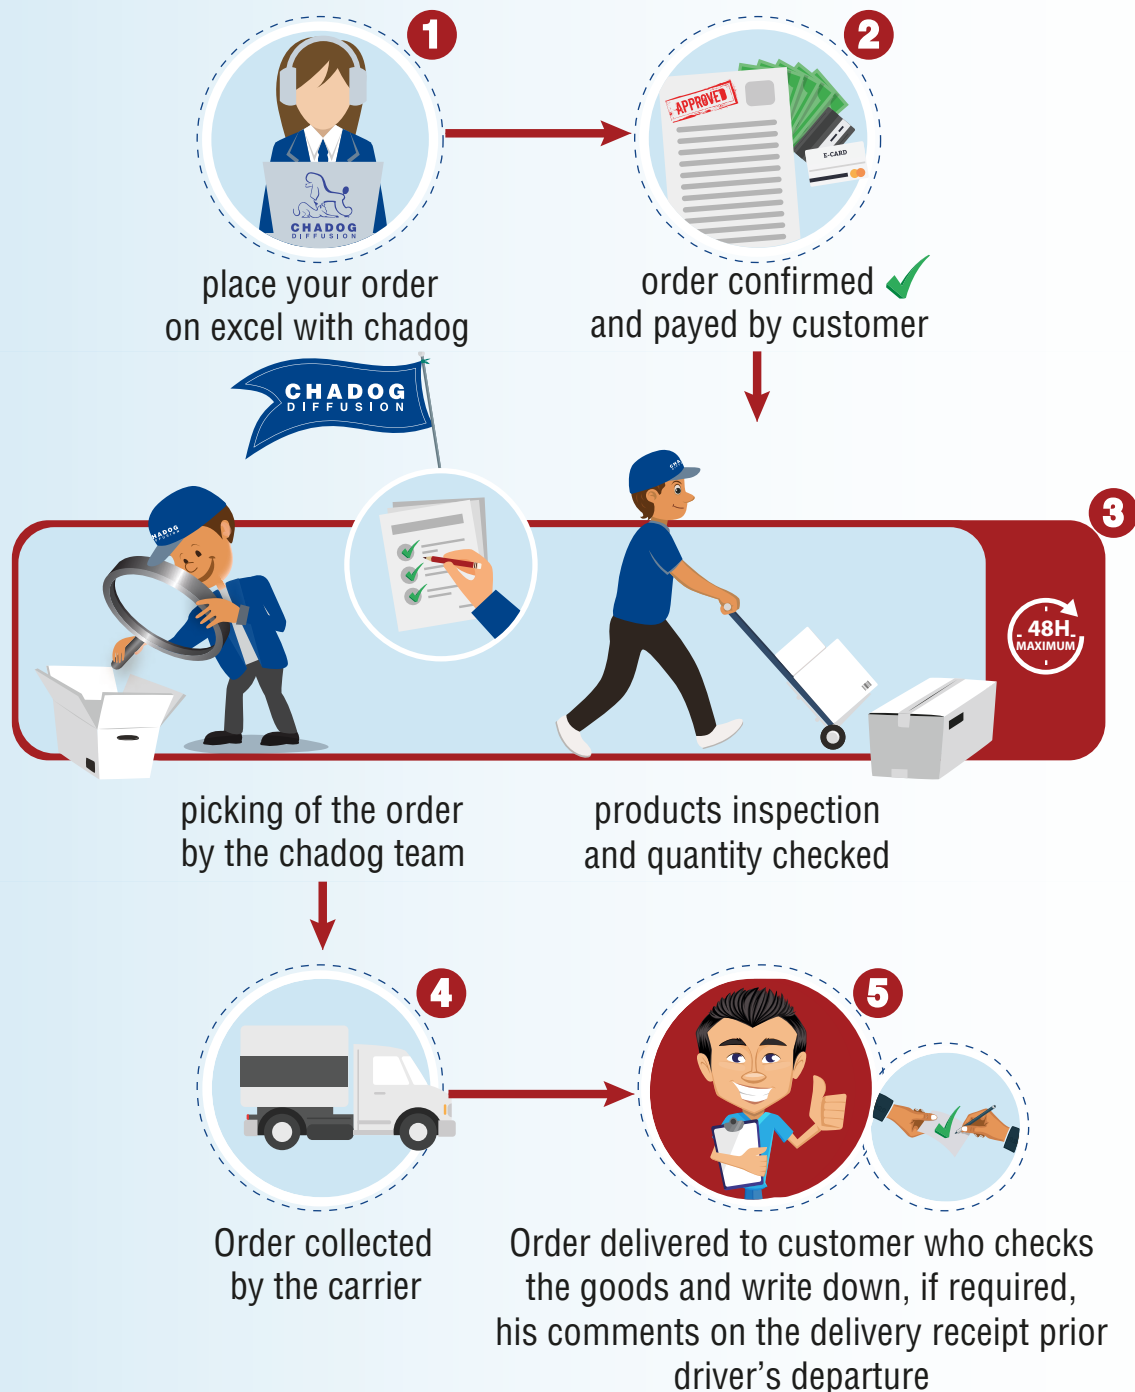 1
2
APPROVED
E-CARD
CHADOG
DIFFUSION
place your order
on excel with chadog
order confirmed
and payed by customer
CHADOG
DIFFUSION
3
HADOG
DIFFUSION
CHA
48H
MAXIMUM
picking of the order
by the chadog team
products inspection
and quantity checked
4
5
Order collected
by the carrier
Order delivered to customer who checks
the goods and write down, if required,
his comments on the delivery receipt prior
driver's departure